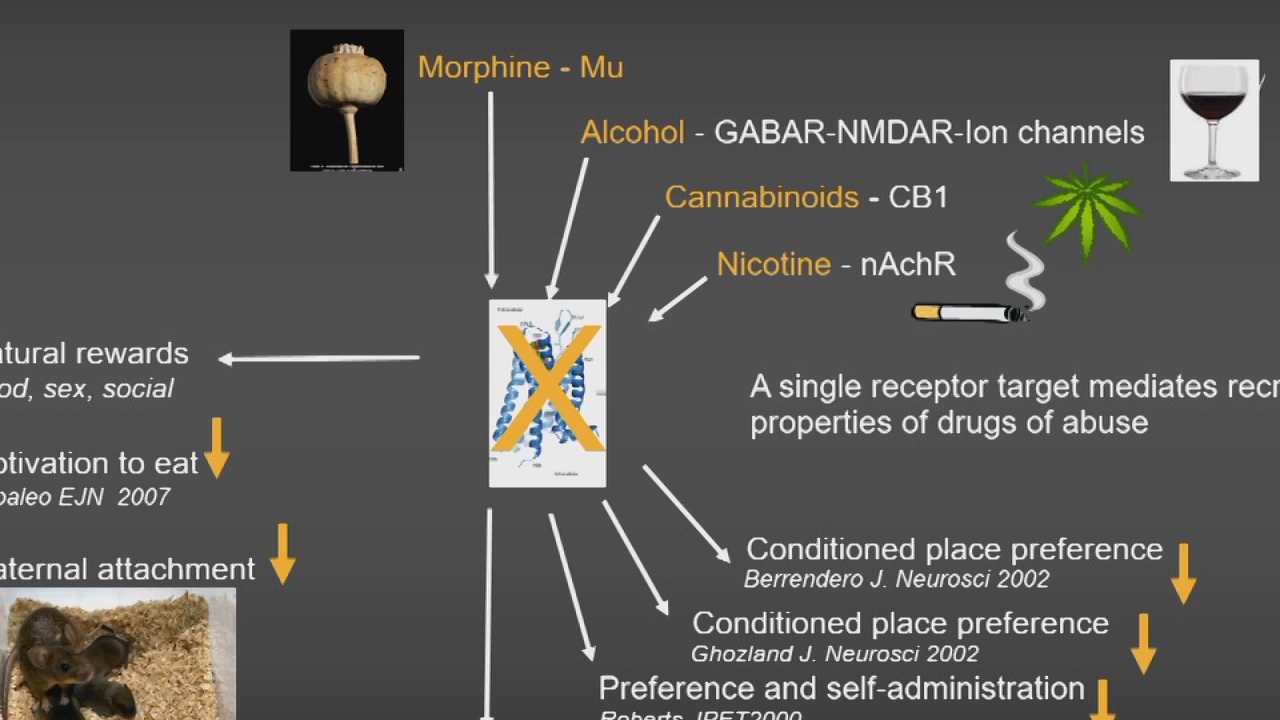 Morphine - Mu
Alcohol - GABAR-NMDAR-Ion channels
Cannabinoids - CB1
Nicotine - nAchR
atural rewards
od, sex, social
A single receptor target mediates recr
properties of drugs of abuse
otivation to eat
paleo EJN 2007
aternal attachment
Conditioned place preference
Berrendero J. Neurosci 2002
Conditioned place preference
Ghozland J. Neurosci 2002
Preference and self-administration
Roberts JPET2000